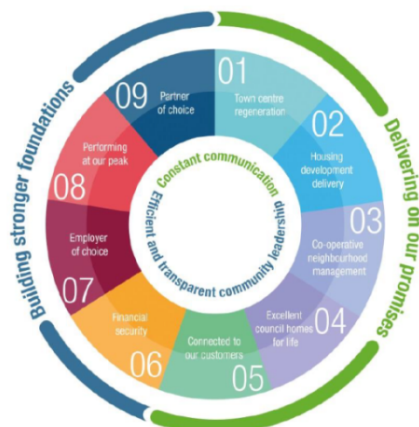 Building stronger foundations
Delivering on our promises
01
Town centre
regeneration
02
Housing
development
delivery
03
Co-operative
neighbourhood
management
04
Excellent
council homes
for life
05
Connected to
our customers
06
Financial
security
07
Employer
of choice
08
Performing
at our peak
09
Partner
of choice
Constant communication
Efficient and transparent community leadership